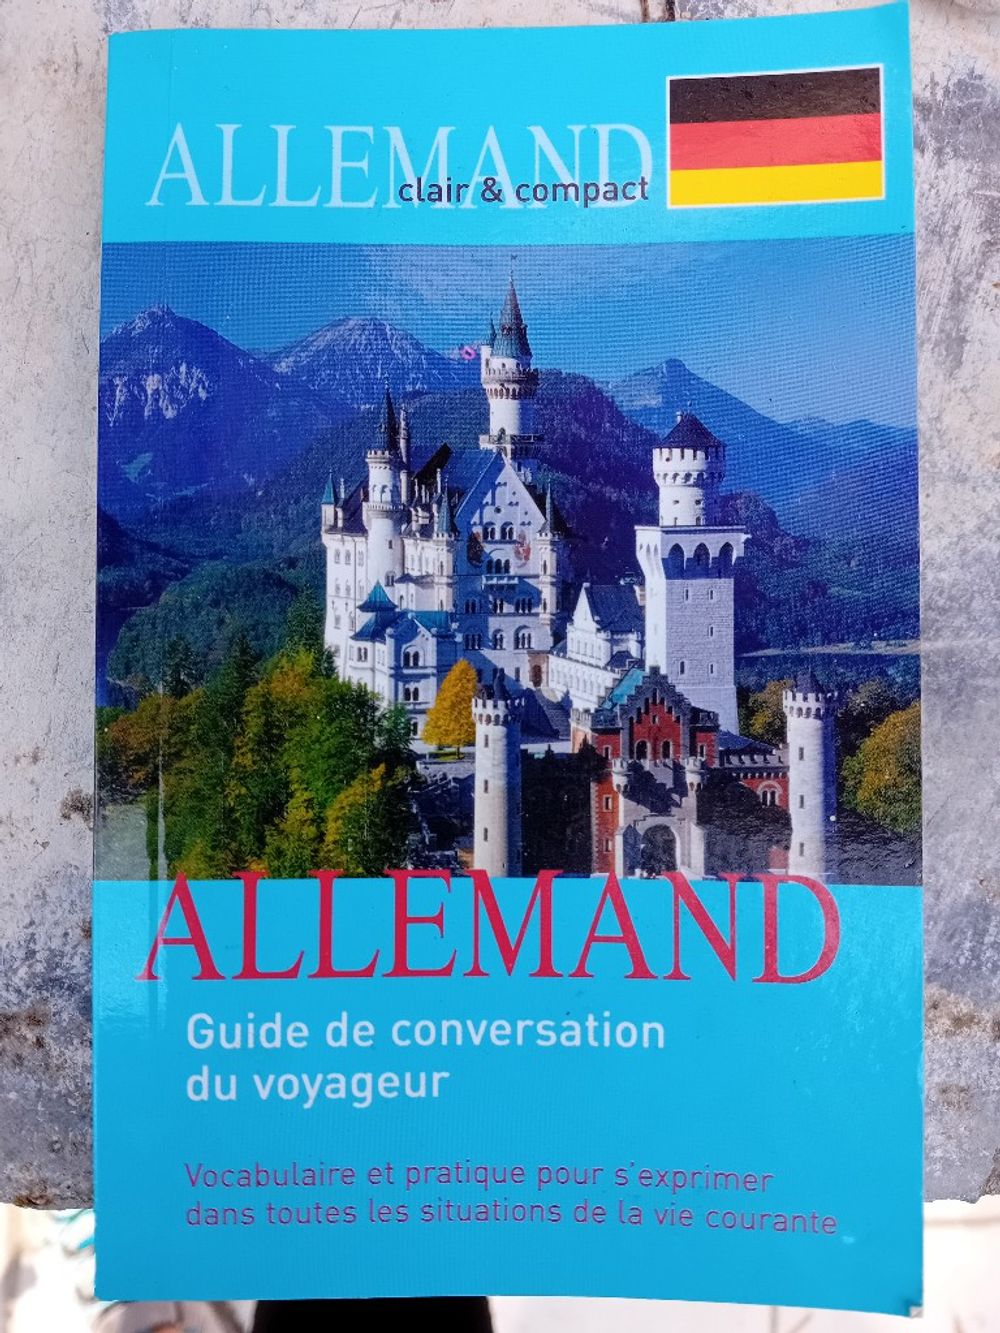 ALLEMAND
clair & compact
ALLEMAND
Guide de conversation
du voyageur
Vocabulaire et pratique pour s'exprimer
dans toutes les situations de la vie courante